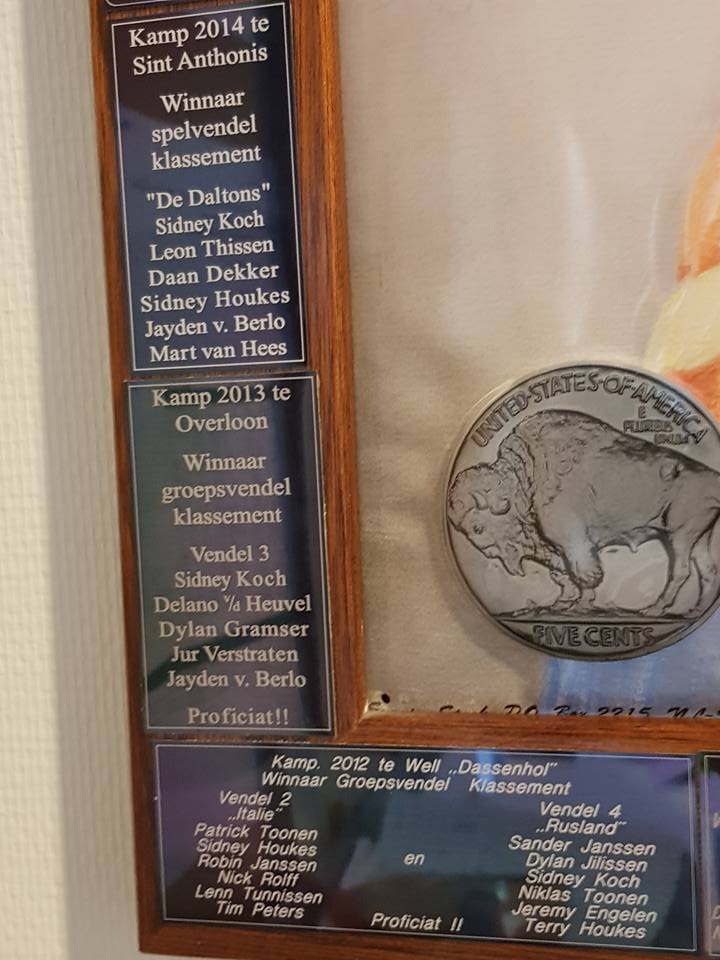 Kamp 2014 te
Sint Anthonis
Winnaar
spelvendel
klassement
"De Daltons"
Sidney Koch
Leon Thissen
Daan Dekker
Sidney Houkes
Jayden v. Berlo
Mart van Hees
Kamp 2013 te
Overloon
Winnaar
groepsvendel
klassement
Vendel 3
Sidney Koch
Delano v/d Heuvel
Dylan Gramser
Jur Verstraten
Jayden v. Berlo
Proficiat!!
UNITED·STATES·OF·AMERICA
E
PLURIBUS
UNUM
FIVE CENTS
Kamp. 2012 te Well „Dassenhol"
Winnaar Groepsvendel Klassement
Vendel 2
„Italie"
Patrick Toonen
Sidney Houkes
Robin Janssen
Nick Rolff
Lenn Tunnissen
Tim Peters
en
Vendel 4
„Rusland"
Sander Janssen
Dylan Jilissen
Sidney Koch
Niklas Toonen
Jeremy Engelen
Terry Houkes
Proficiat !!